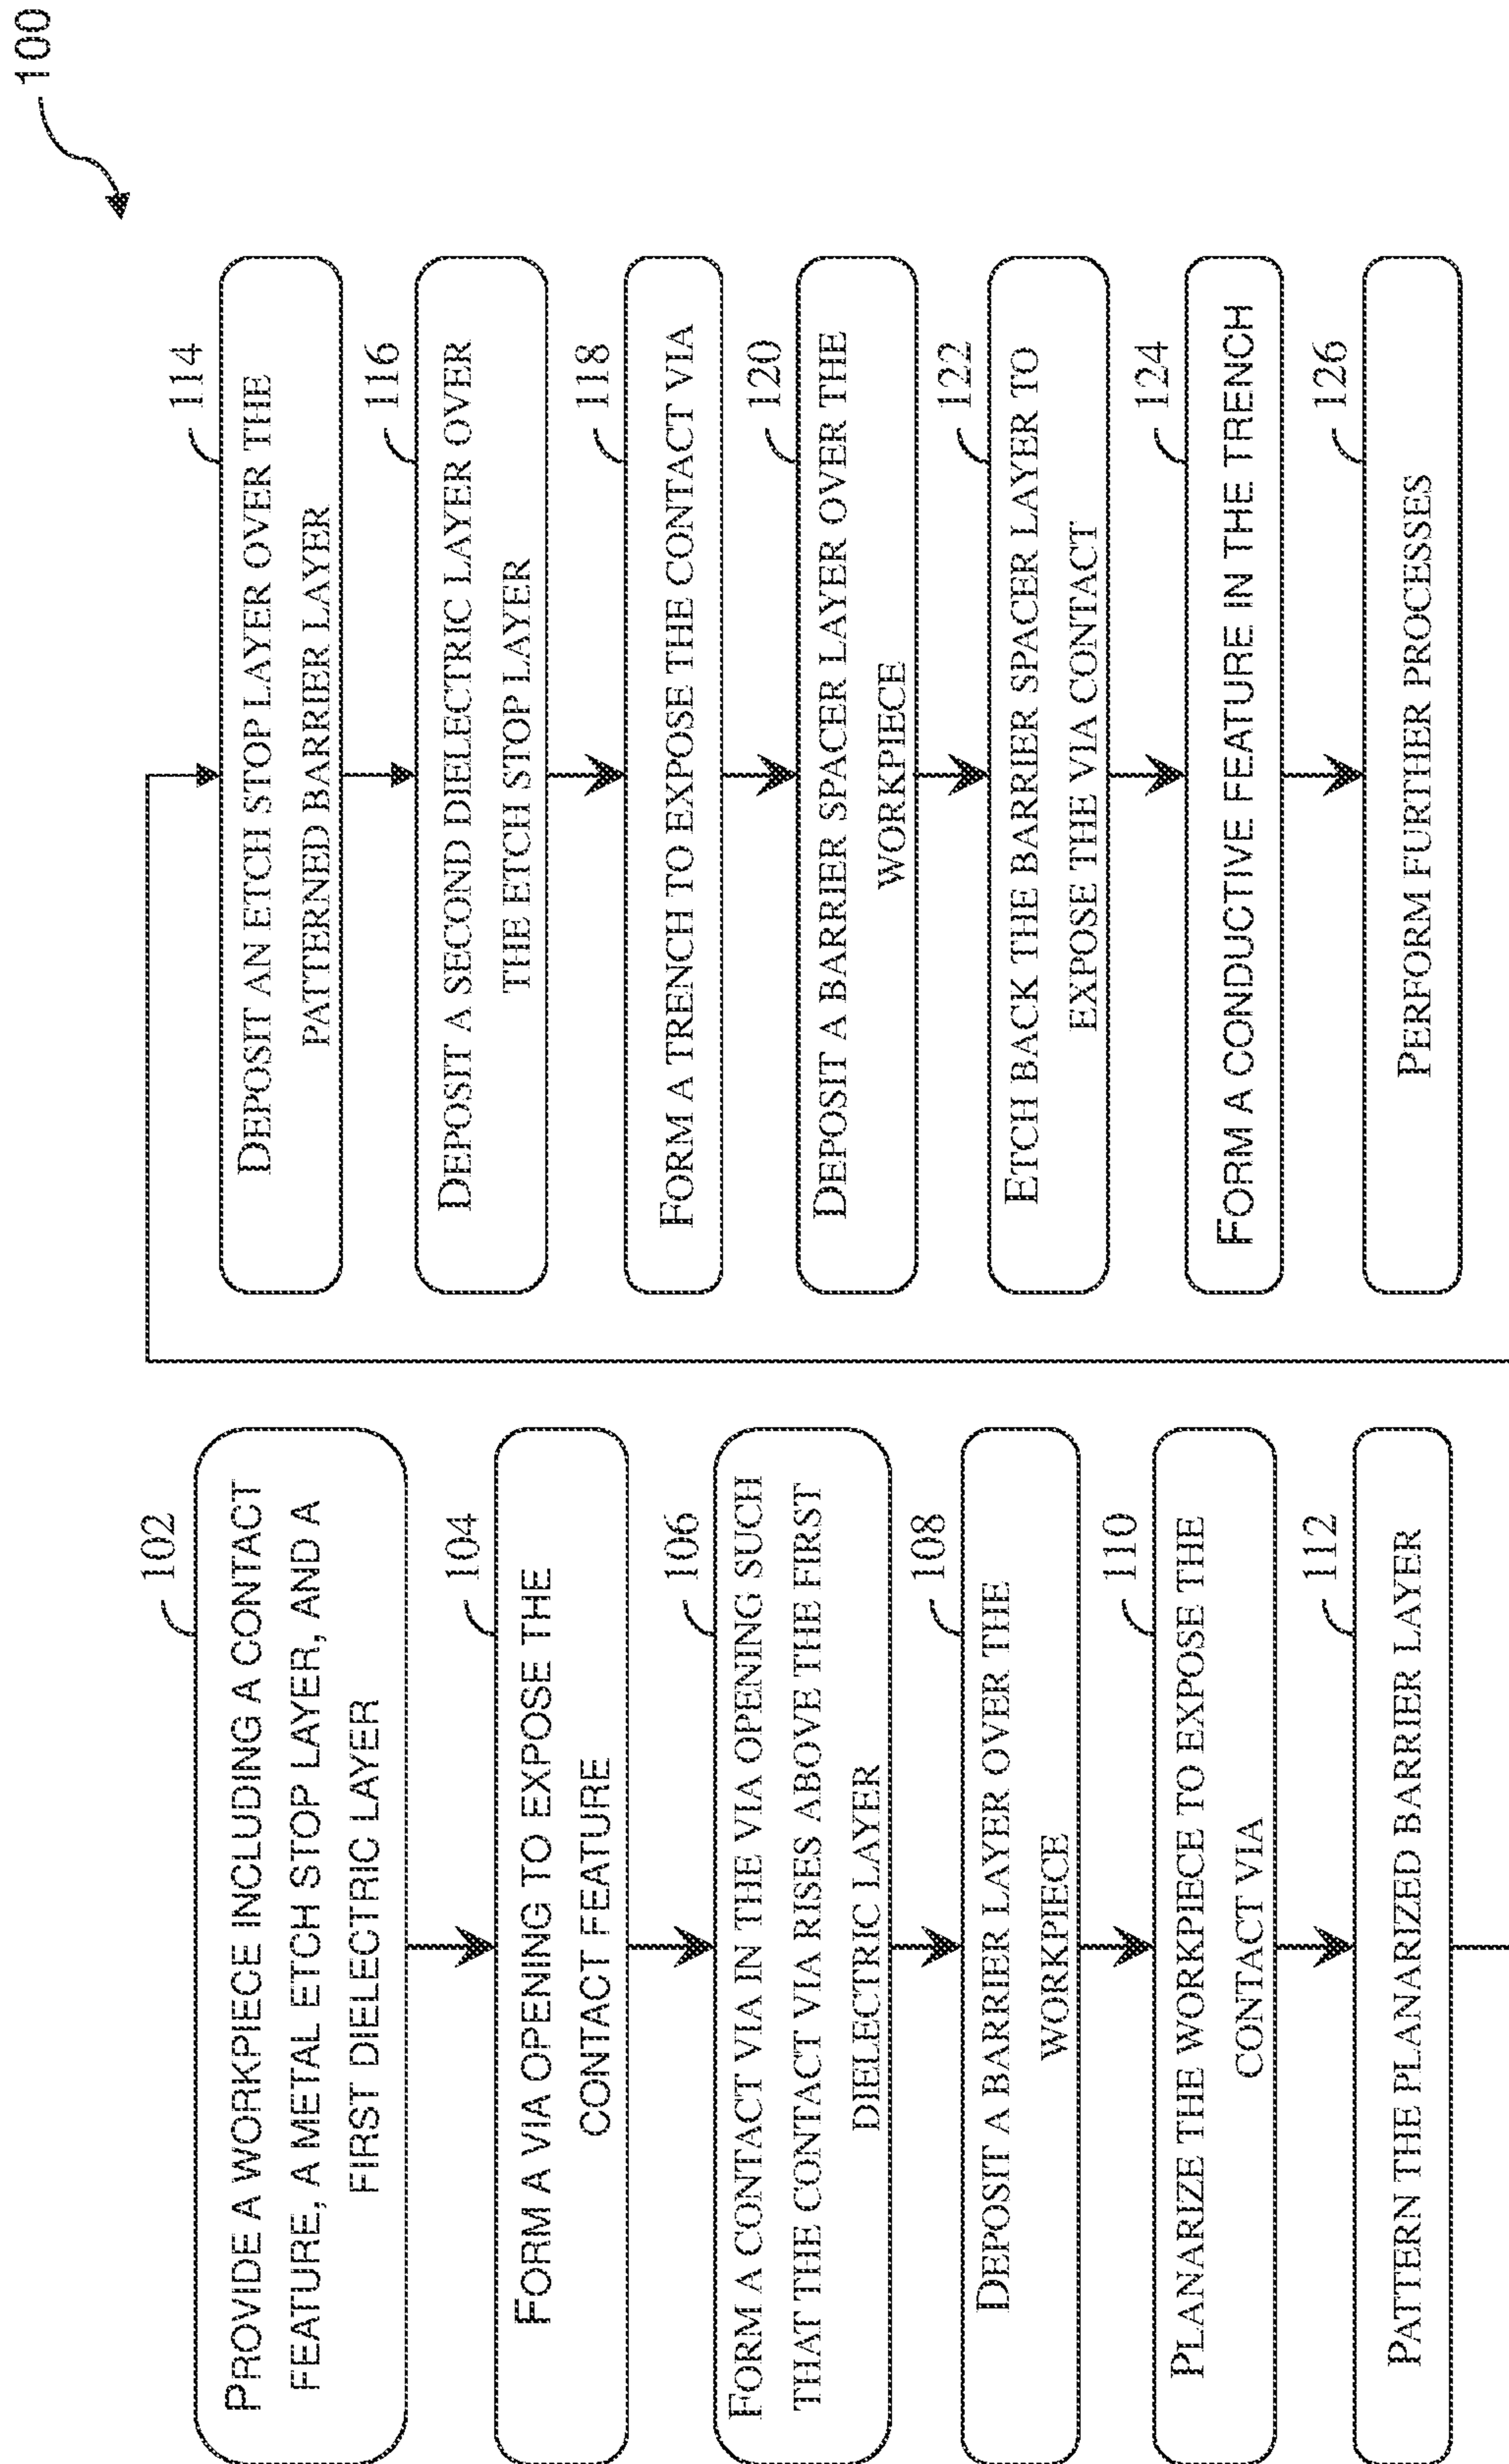 100
102
PROVIDE A WORKPIECE INCLUDING A CONTACT
FEATURE, A METAL ETCH STOP LAYER, AND A
FIRST DIELECTRIC LAYER
104
FORM A VIA OPENING TO EXPOSE THE
CONTACT FEATURE
106
FORM A CONTACT VIA IN THE VIA OPENING SUCH
THAT THE CONTACT VIA RISES ABOVE THE FIRST
DIELECTRIC LAYER
108
DEPOSIT A BARRIER LAYER OVER THE
WORKPIECE
110
PLANARIZE THE WORKPIECE TO EXPOSE THE
CONTACT VIA
112
PATTERN THE PLANARIZED BARRIER LAYER
114
DEPOSIT AN ETCH STOP LAYER OVER THE
PATTERNED BARRIER LAYER
116
DEPOSIT A SECOND DIELECTRIC LAYER OVER
THE ETCH STOP LAYER
118
FORM A TRENCH TO EXPOSE THE CONTACT VIA
120
DEPOSIT A BARRIER SPACER LAYER OVER THE
WORKPIECE
122
ETCH BACK THE BARRIER SPACER LAYER TO
EXPOSE THE VIA CONTACT
124
FORM A CONDUCTIVE FEATURE IN THE TRENCH
126
PERFORM FURTHER PROCESSES